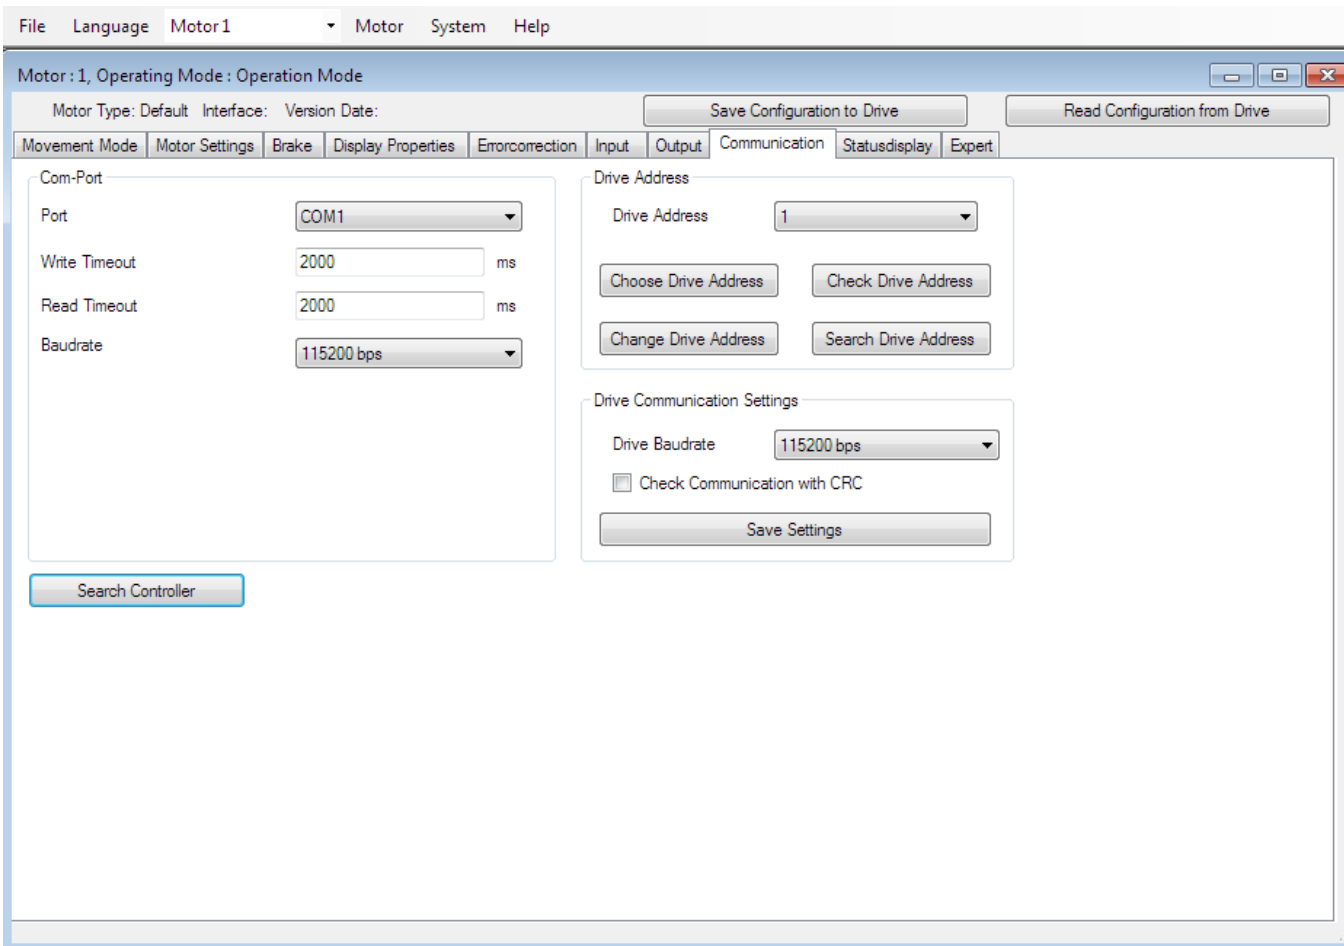 File Language Motor1 Motor System Help
Motor : 1, Operating Mode : Operation Mode
Motor Type: Default Interface: Version Date: Save Configuration to Drive Read Configuration from Drive
Movement Mode Motor Settings Brake Display Properties Errorcorrection Input Output Communication Statusdisplay Expert
Com-Port
Port COM1
Write Timeout 2000 ms
Read Timeout 2000 ms
Baudrate 115200 bps
Search Controller
Drive Address
Drive Address 1
Choose Drive Address Check Drive Address
Change Drive Address Search Drive Address
Drive Communication Settings
Drive Baudrate 115200 bps
Check Communication with CRC
Save Settings